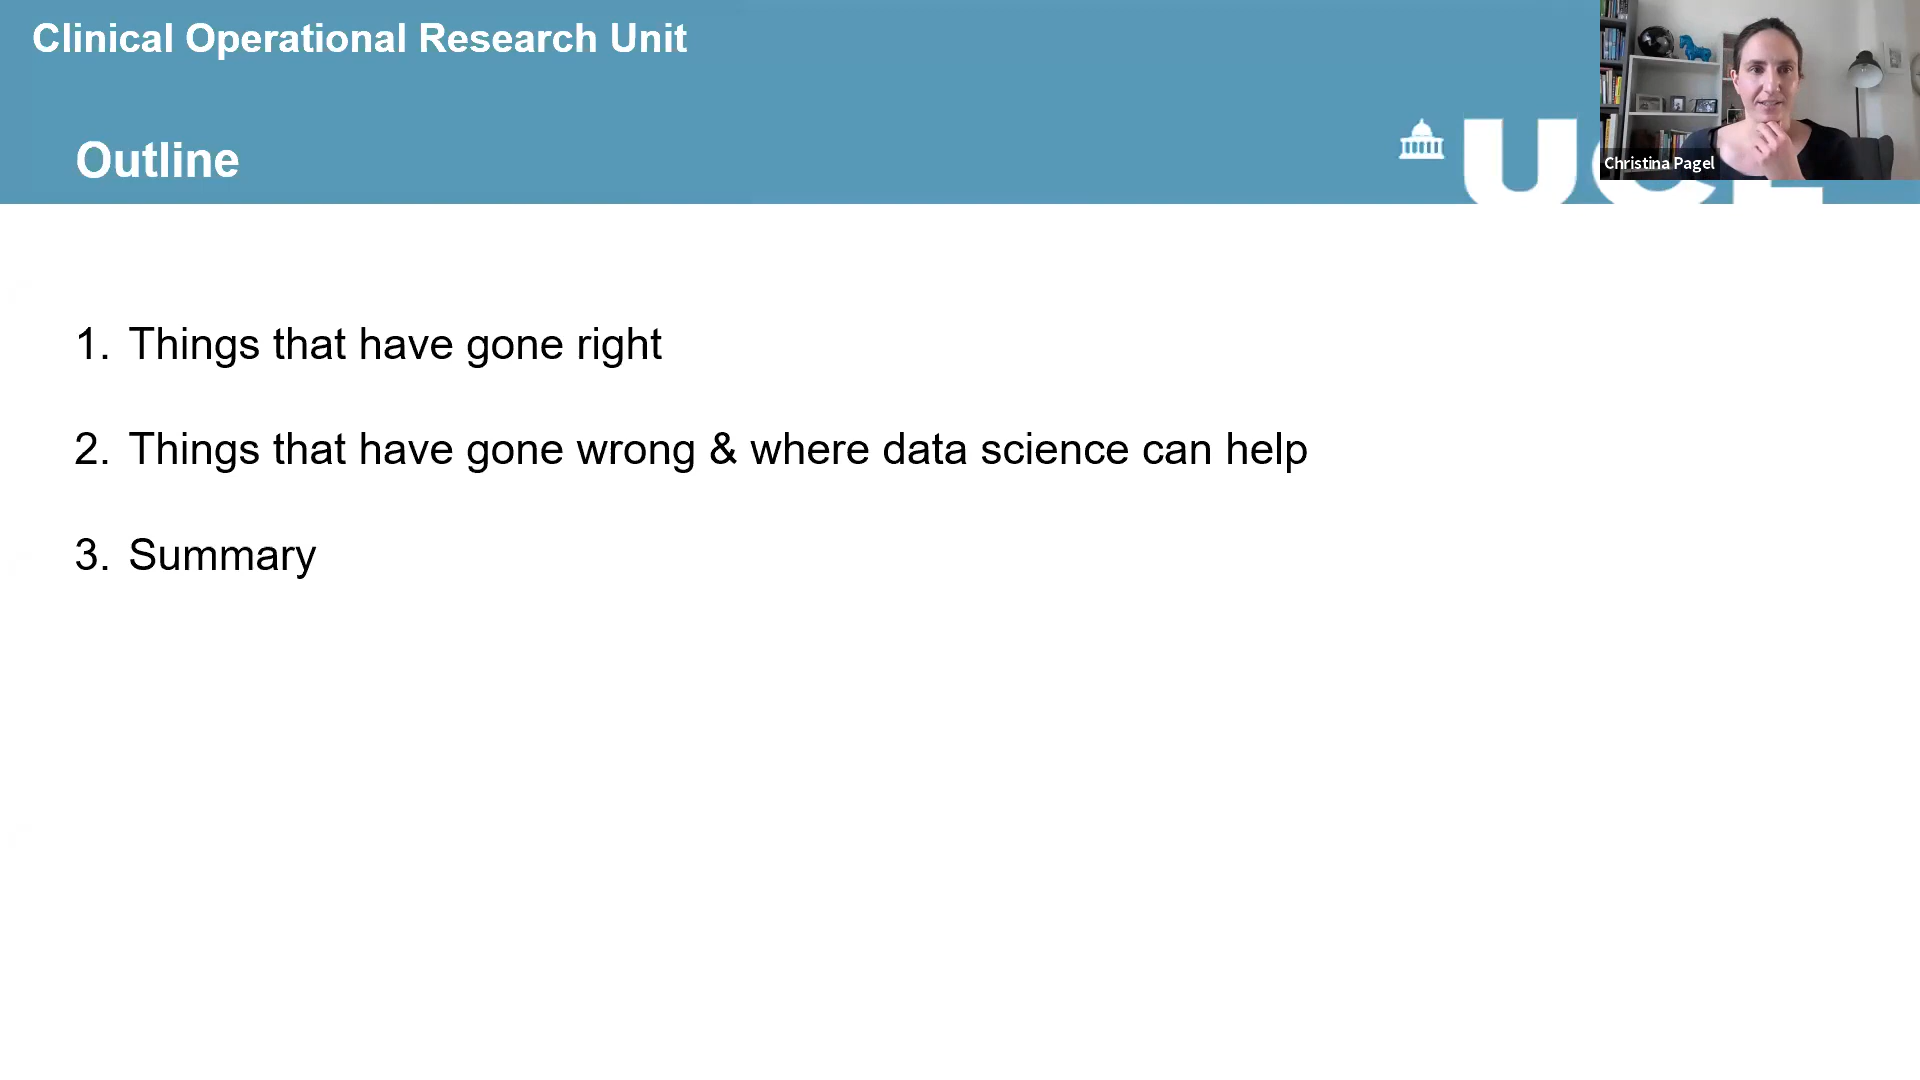 Clinical Operational Research Unit
Outline
Christina Pagel
1. Things that have gone right
2. Things that have gone wrong & where data science can help
3. Summary